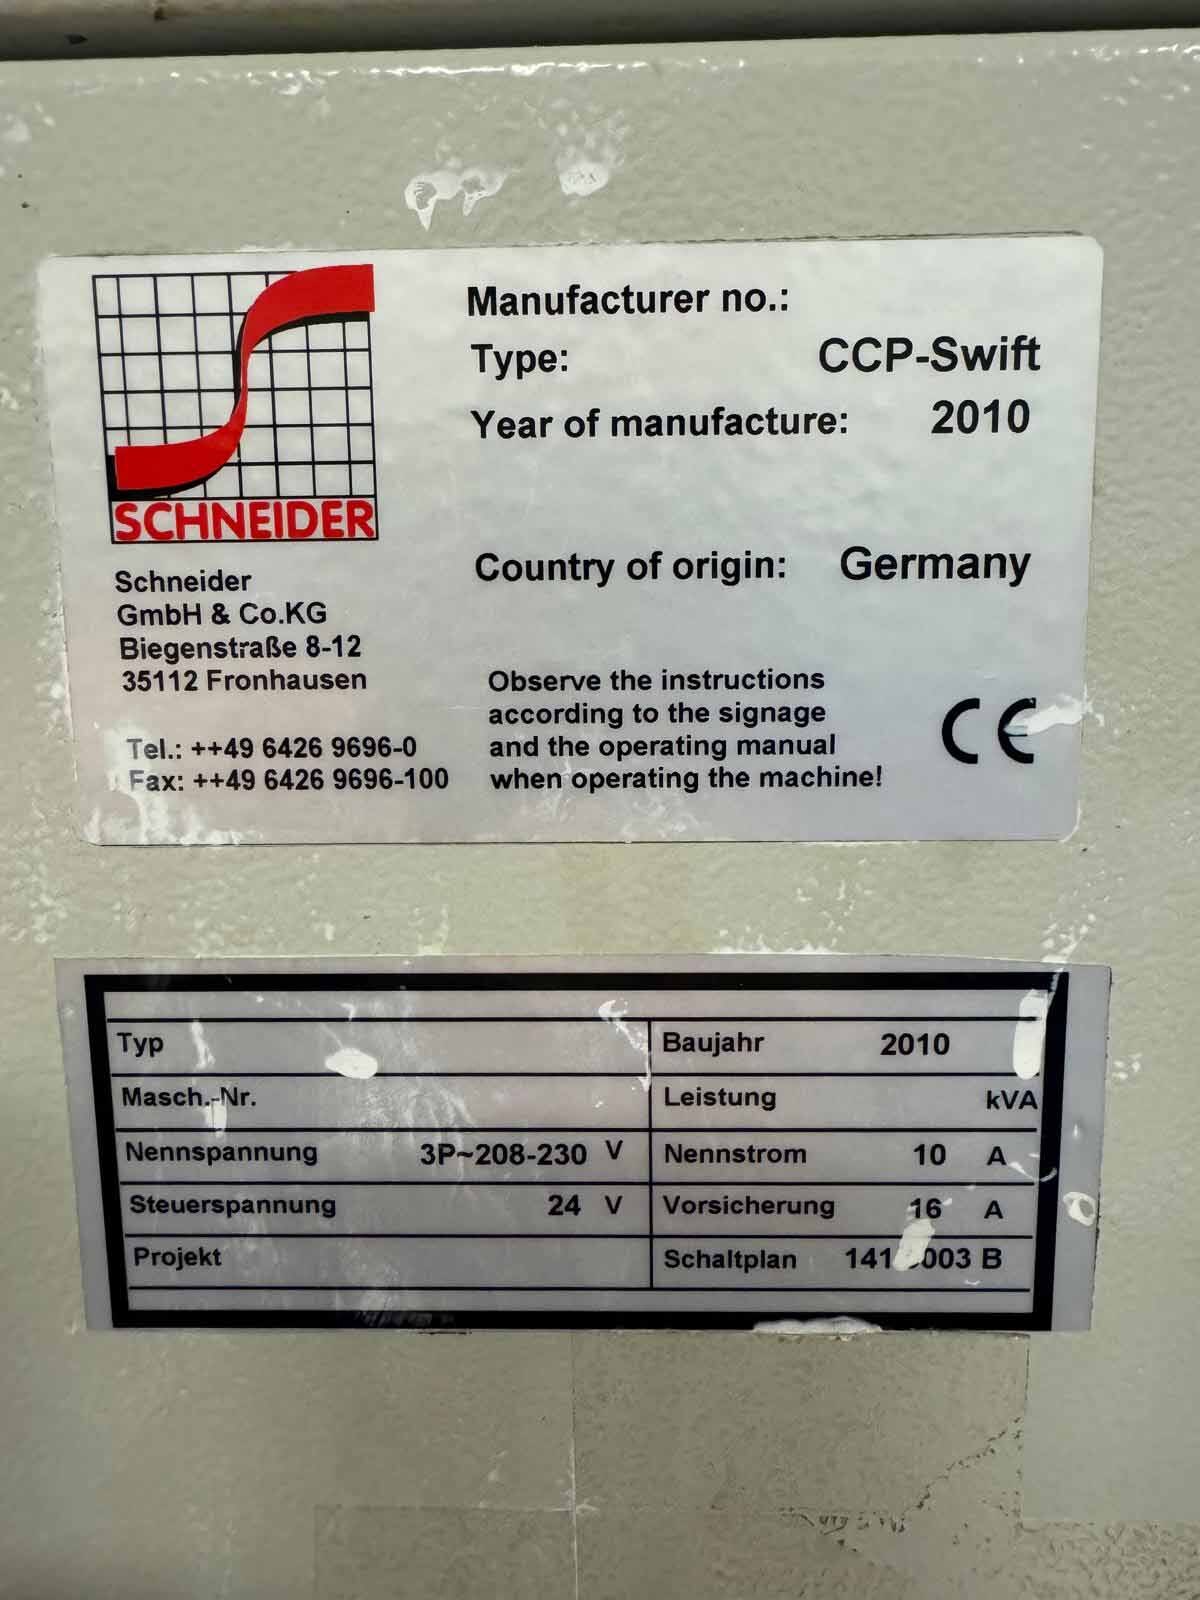 SCHNEIDER
Schneider
GmbH & Co.KG
Biegenstraße 8-12
35112 Fronhausen
Tel.: ++49 6426 9696-0
Fax: ++49 6426 9696-100
Manufacturer no.:
Type: CCP-Swift
Year of manufacture: 2010
Country of origin: Germany
Observe the instructions
according to the signage
and the operating manual
when operating the machine!
CE
Typ
Baujahr 2010
Masch.-Nr.
Leistung kVA
Nennspannung 3P~208-230 V
Nennstrom 10 A
Steuerspannung 24 V
Vorsicherung 16 A
Projekt
Schaltplan B